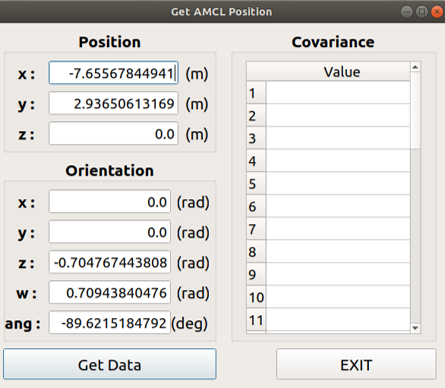 Get AMCL Position
Position
x : -7.65567844941 (m)
y : 2.93650613169 (m)
z : 0.0 (m)
Orientation
x : 0.0 (rad)
y : 0.0 (rad)
z : -0.704767443808 (rad)
w : 0.70943840476 (rad)
ang : -89.6215184792 (deg)
Get Data
Covariance
Value
1
2
3
4
5
6
7
8
9
10
11
EXIT